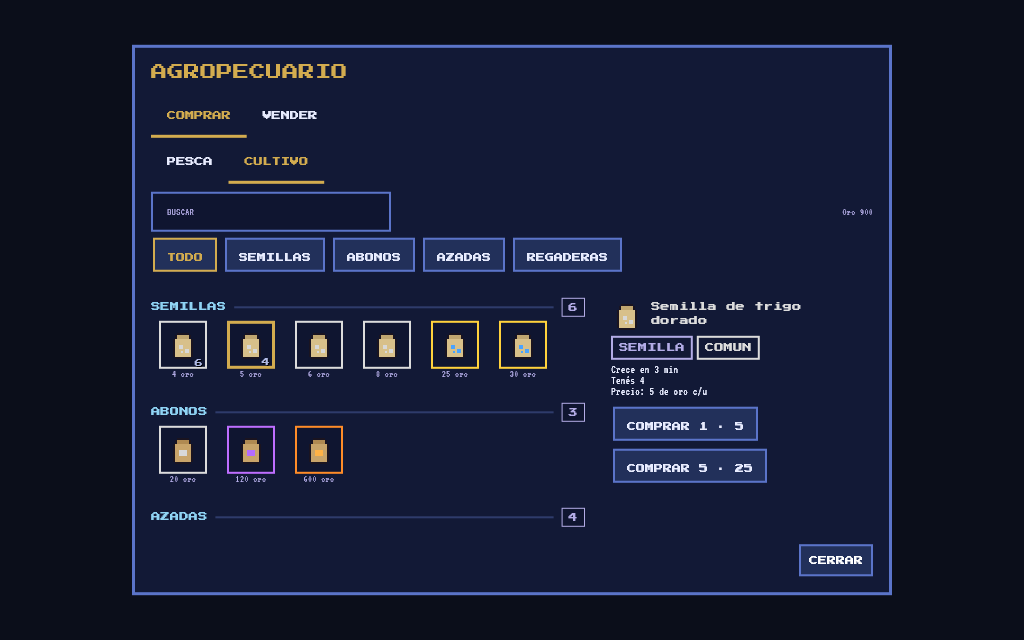 AGROPECUARIO
COMPRAR VENDER
PESCA CULTIVO
BUSCAR
Oro 900
TODO SEMILLAS ABONOS AZADAS REGADERAS
SEMILLAS 6
6 4
4 oro 5 oro 6 oro 8 oro 25 oro 30 oro
ABONOS 3
20 oro 120 oro 600 oro
AZADAS 4
Semilla de trigo
dorado
SEMILLA COMUN
Crece en 3 min
Tenés 4
Precio: 5 de oro c/u
COMPRAR 1 · 5
COMPRAR 5 · 25
CERRAR